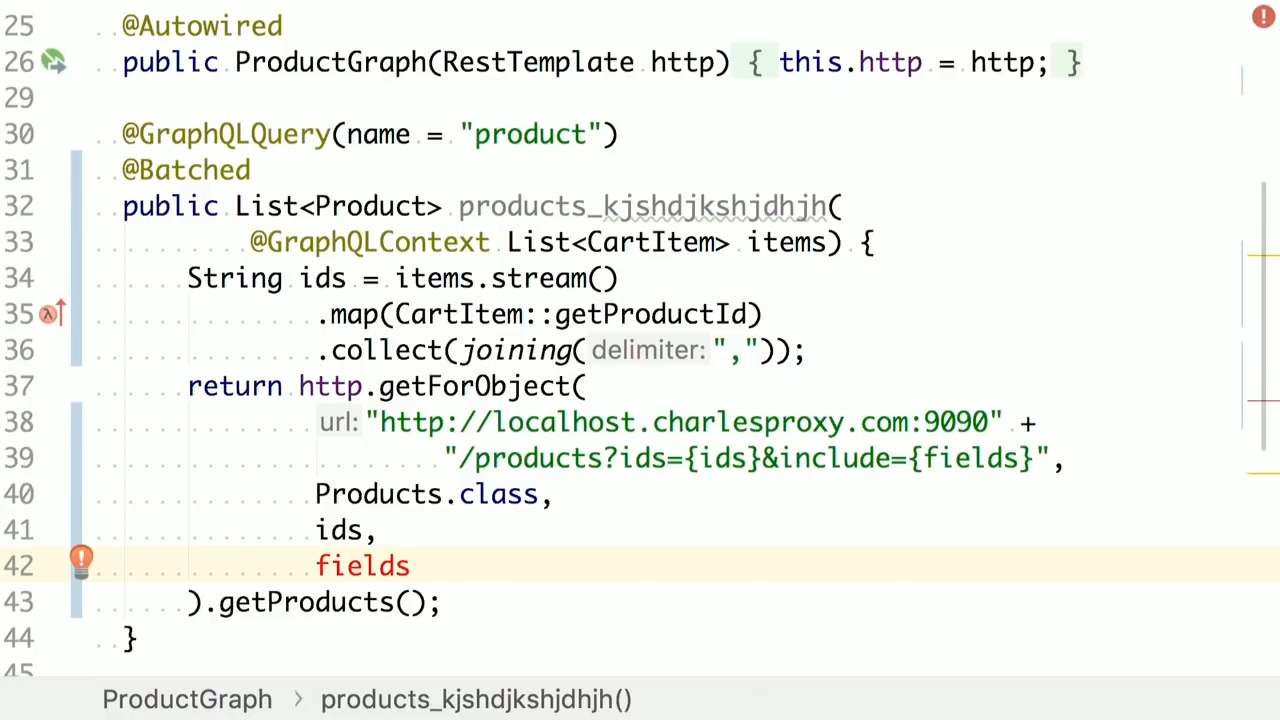 25 @Autowired
26 public ProductGraph(RestTemplate http) { this.http = http; }
29
30 @GraphQLQuery(name = "product")
31 @Batched
32 public List<Product> products_kjshdjkshjdhjh(
33 @GraphQLContext List<CartItem> items) {
34 String ids = items.stream()
35 .map(CartItem::getProductId)
36 .collect(joining( delimiter: ","));
37 return http.getForObject(
38 url: "http://localhost.charlesproxy.com:9090" +
39 "/products?ids={ids}&include={fields}",
40 Products.class,
41 ids,
42 fields
43 ).getProducts();
44 }
45
ProductGraph > products_kjshdjkshjdhjh()